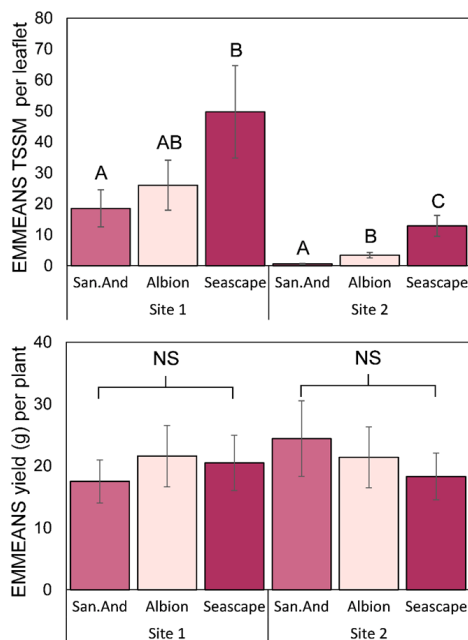 EMMEANS TSSM per leaflet
80
70
60
50
40
30
20
10
0
A
AB
B
A
B
C
San.And Albion Seascape San.And Albion Seascape
Site 1 Site 2
EMMEANS yield (g) per plant
40
30
20
10
0
NS NS
San.And Albion Seascape San.And Albion Seascape
Site 1 Site 2